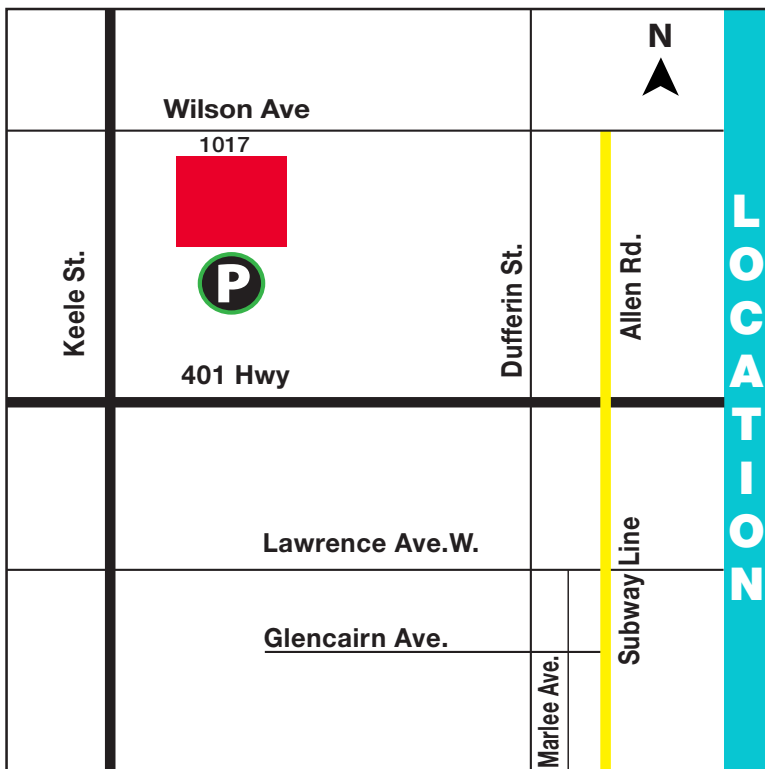 N
Wilson Ave
1017
Keele St.
P
Dufferin St.
Allen Rd.
401 Hwy
LOCATION
Lawrence Ave.W.
Subway Line
Glencairn Ave.
Marlee Ave.